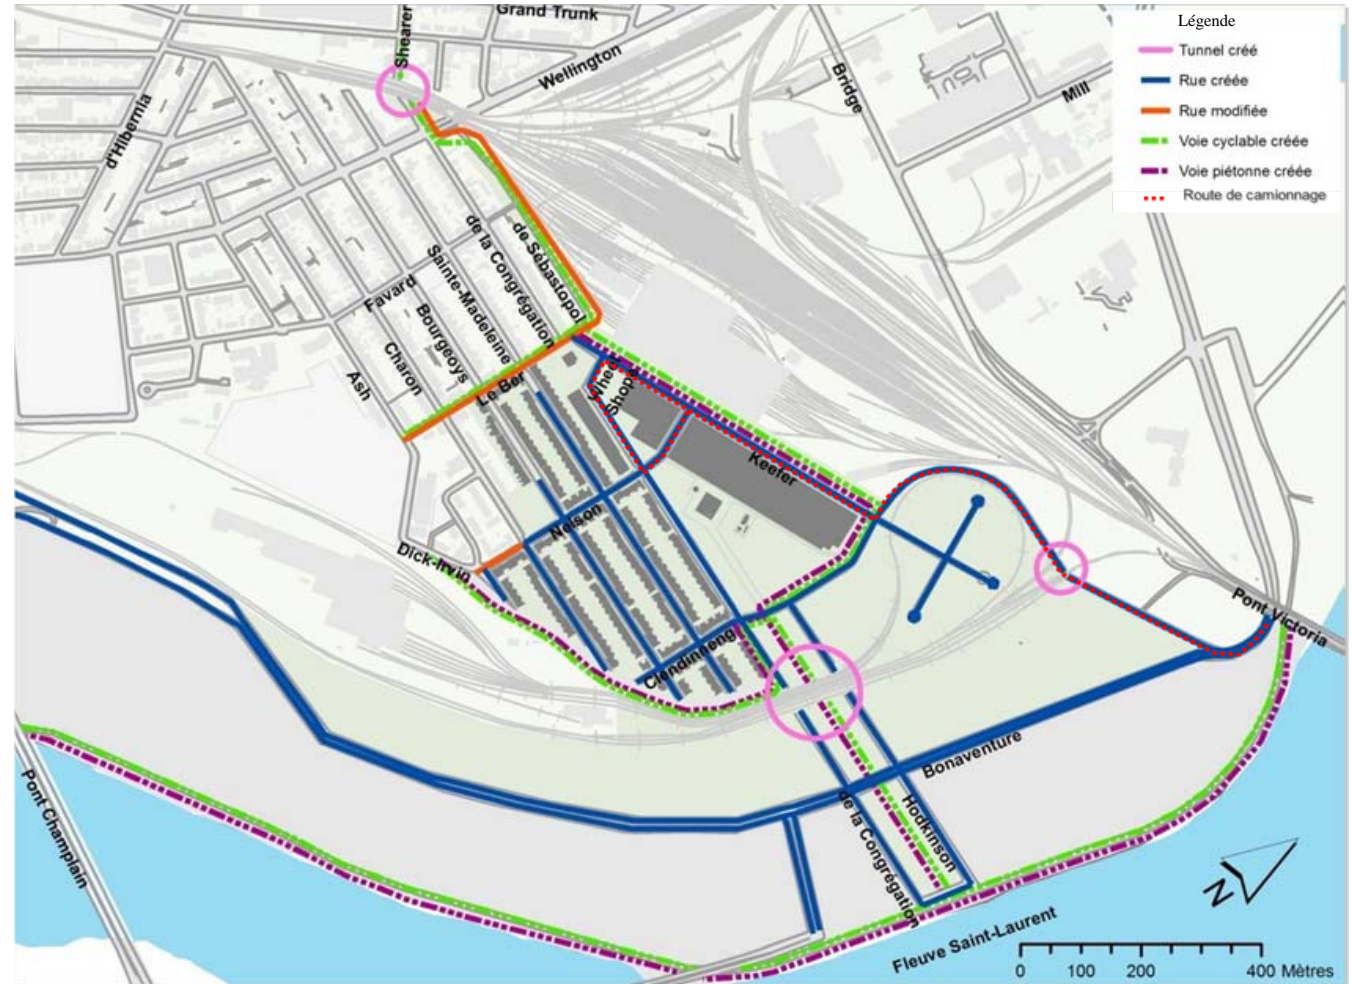 Légende
Tunnel créé
Rue créée
Rue modifiée
Voie cyclable créée
Voie piétonne créée
Route de camionnage
Grand Trunk
Shearer
Wellington
Bridge
Mill
d'Hibernia
de Sébastopol
de la Congrégation
Sainte-Madeleine
Favard
Bourgeoys
Charon
Ash
Le Ber
Wheel
Shops
Keefer
Nelson
Dick-Irvin
Clendinneng
Pont Victoria
Bonaventure
Hodkinson
de la Congrégation
Pont Champlain
Fleuve Saint-Laurent
N
0 100 200 400 Mètres